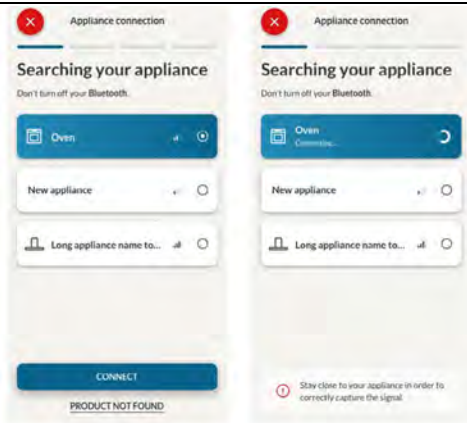 Appliance connection
Searching your appliance
Don't turn off your Bluetooth.
Oven
New appliance
Long appliance name to...
CONNECT
PRODUCT NOT FOUND
Appliance connection
Searching your appliance
Don't turn off your Bluetooth.
Oven
Connecting...
New appliance
Long appliance name to...
Stay close to your appliance in order to
correctly capture the signal